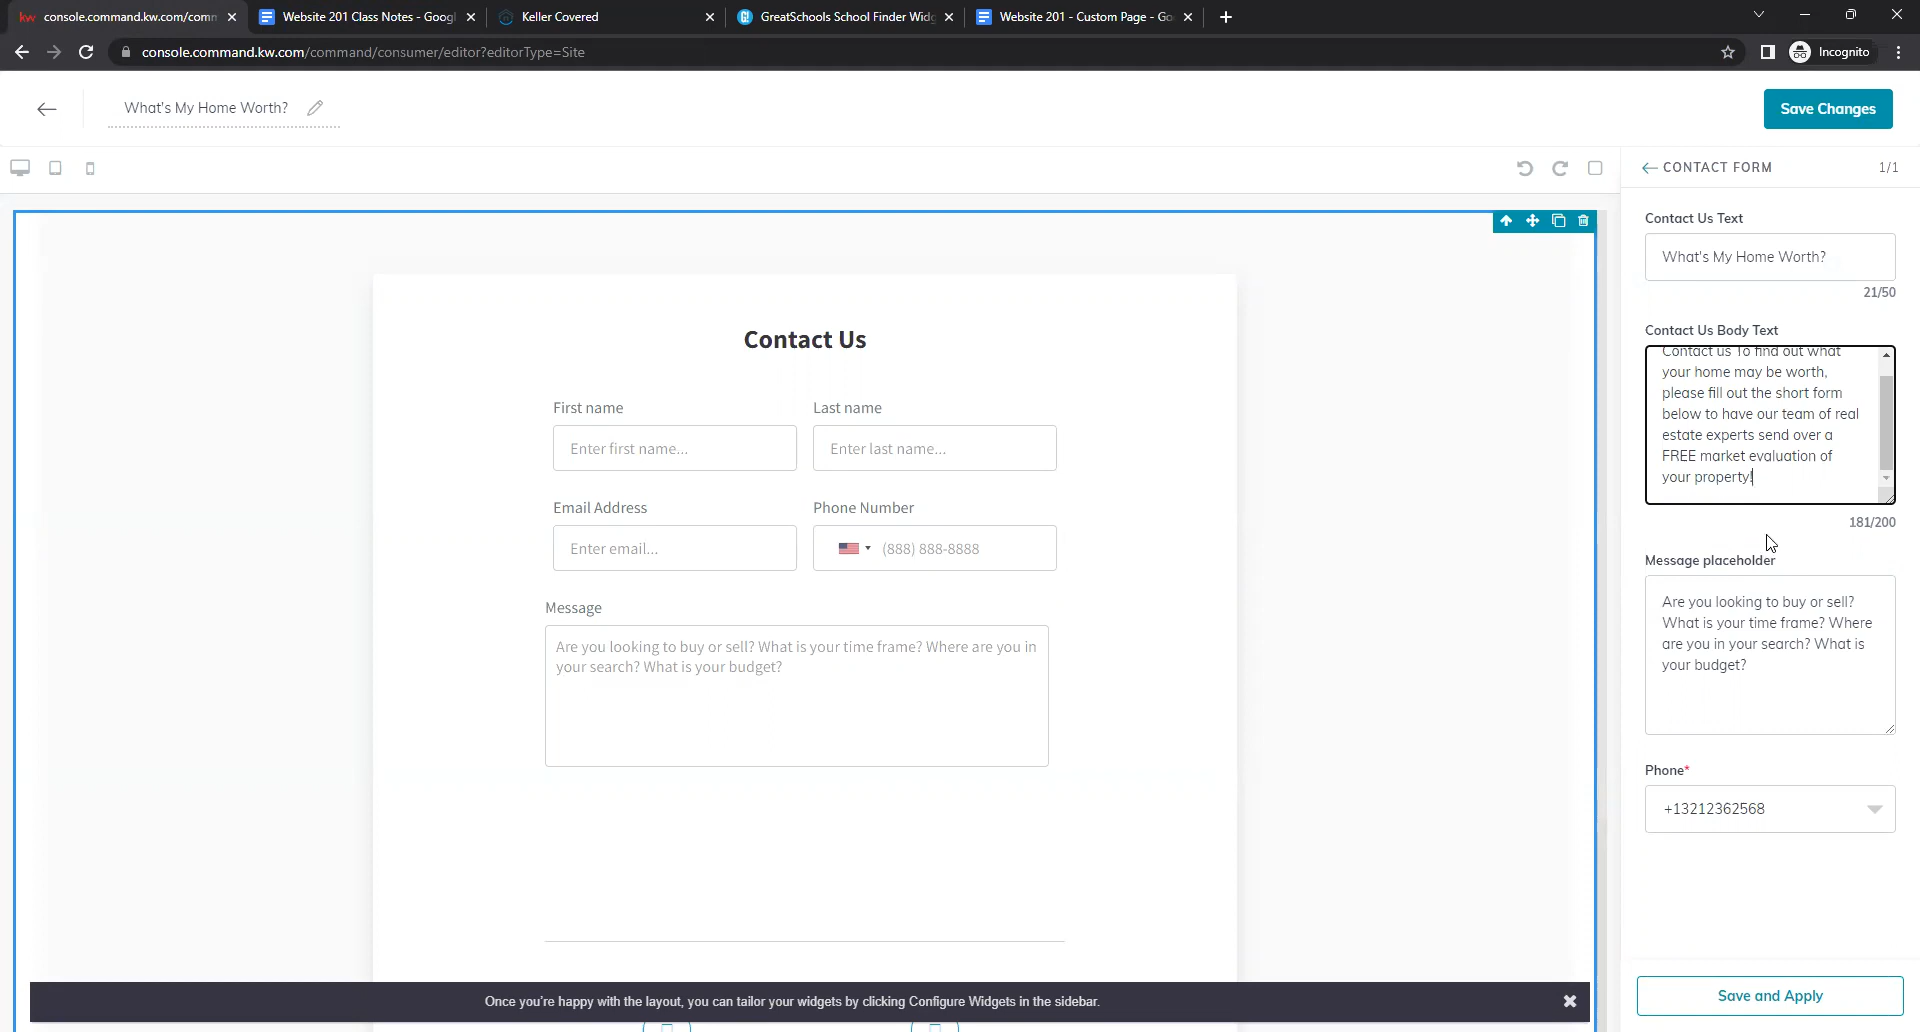 console.command.kw.com/comm
Website 201 Class Notes - Googl
Keller Covered
GreatSchools School Finder Widg
Website 201 - Custom Page - Go
console.command.kw.com/command/consumer/editor?editorType=Site
Incognito
What's My Home Worth?
Save Changes
CONTACT FORM
1/1
Contact Us Text
What's My Home Worth?
21/50
Contact Us Body Text
Contact us To find out what
your home may be worth,
please fill out the short form
below to have our team of real
estate experts send over a
FREE market evaluation of
your property!
181/200
Message placeholder
Are you looking to buy or sell?
What is your time frame? Where
are you in your search? What is
your budget?
Phone*
+13212362568
Save and Apply
Contact Us
First name
Last name
Enter first name...
Enter last name...
Email Address
Phone Number
Enter email...
(888) 888-8888
Message
Are you looking to buy or sell? What is your time frame? Where are you in
your search? What is your budget?
Once you're happy with the layout, you can tailor your widgets by clicking Configure Widgets in the sidebar.